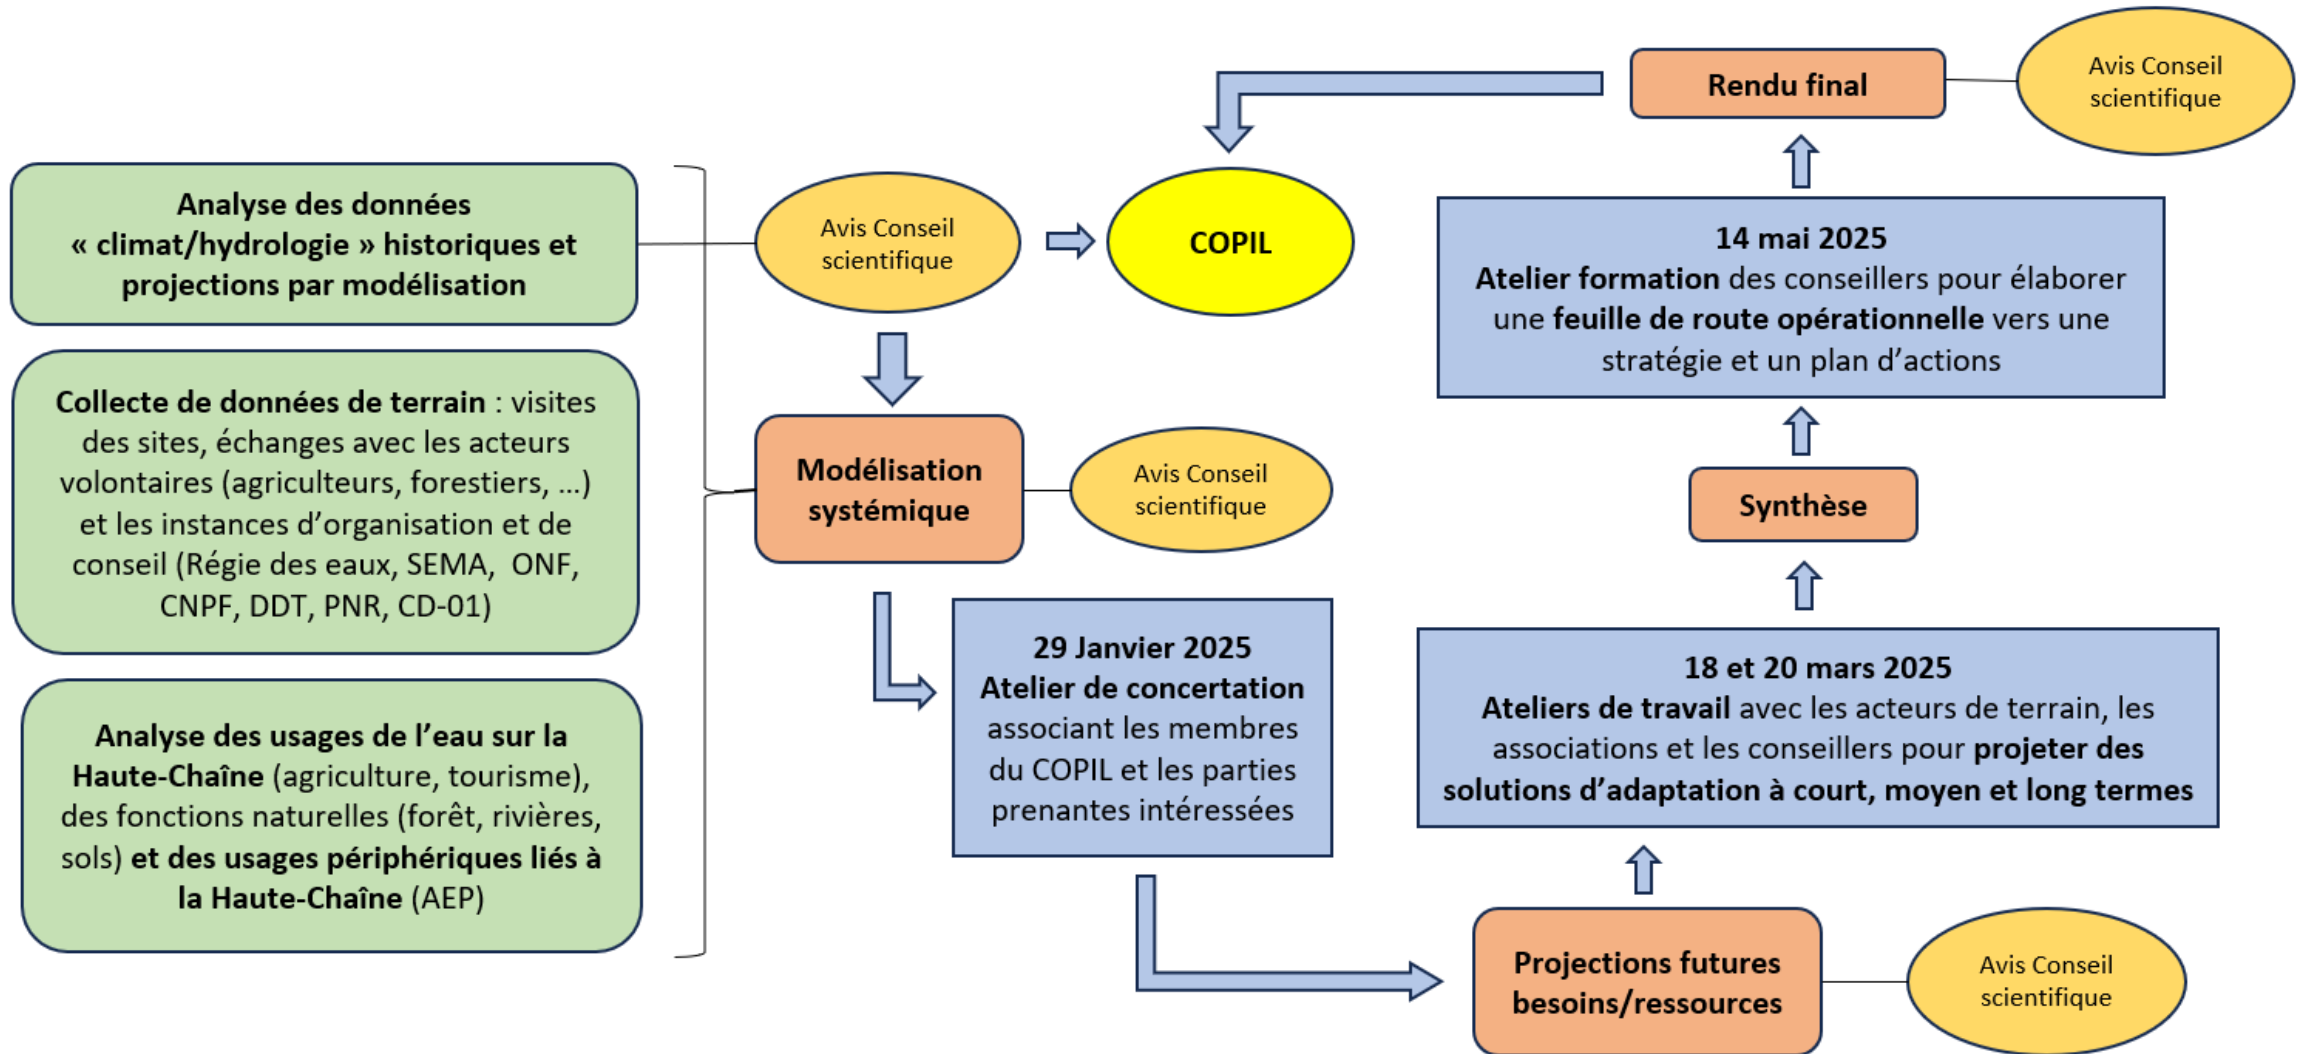 Analyse des données
« climat/hydrologie » historiques et
projections par modélisation
Collecte de données de terrain : visites
des sites, échanges avec les acteurs
volontaires (agriculteurs, forestiers, ...)
et les instances d’organisation et de
conseil (Régie des eaux, SEMA, ONF,
CNPF, DDT, PNR, CD-01)
Analyse des usages de l’eau sur la
Haute-Chaîne (agriculture, tourisme),
des fonctions naturelles (forêt, rivières,
sols) et des usages périphériques liés à
la Haute-Chaîne (AEP)
Avis Conseil
scientifique
COPIL
Modélisation
systémique
Avis Conseil
scientifique
29 Janvier 2025
Atelier de concertation
associant les membres
du COPIL et les parties
prenantes intéressées
Projections futures
besoins/ressources
Avis Conseil
scientifique
18 et 20 mars 2025
Ateliers de travail avec les acteurs de terrain, les
associations et les conseillers pour projeter des
solutions d’adaptation à court, moyen et long termes
Synthèse
14 mai 2025
Atelier formation des conseillers pour élaborer
une feuille de route opérationnelle vers une
stratégie et un plan d’actions
Rendu final
Avis Conseil
scientifique